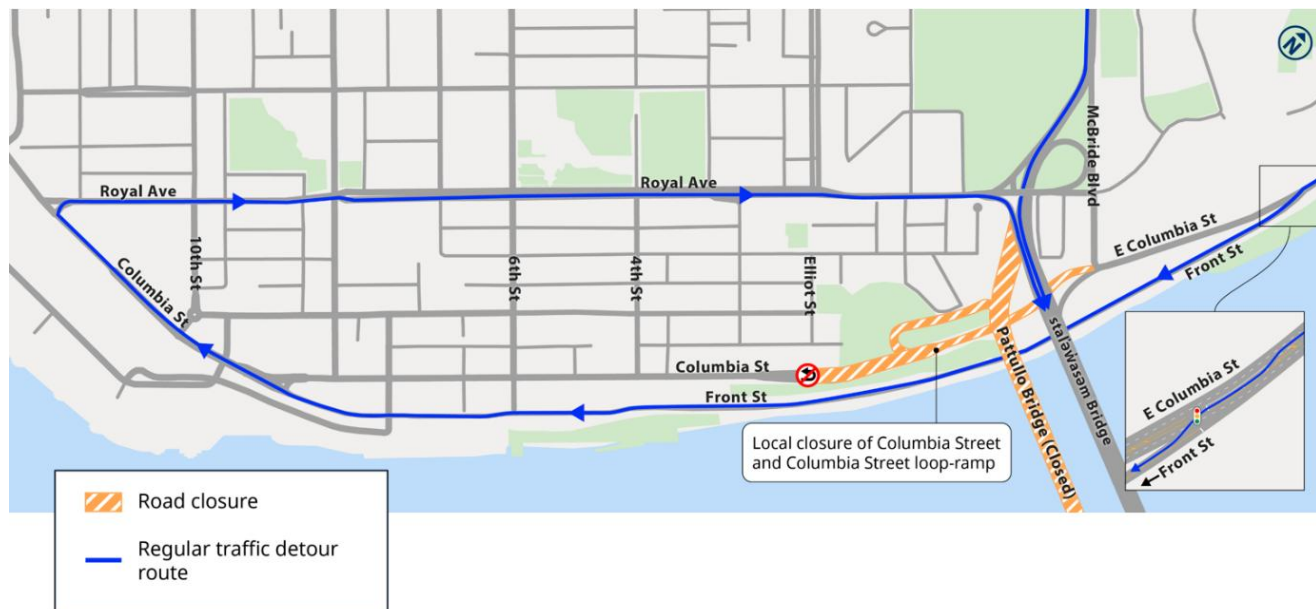 N
McBride Blvd
Royal Ave
Royal Ave
E Columbia St
10th St
6th St
4th St
Elliot St
Front St
Columbia St
Columbia St
Front St
Pattullo Bridge (Closed)
stal̕əw̓asəm Bridge
E Columbia St
Front St
Local closure of Columbia Street
and Columbia Street loop-ramp
Road closure
Regular traffic detour
route